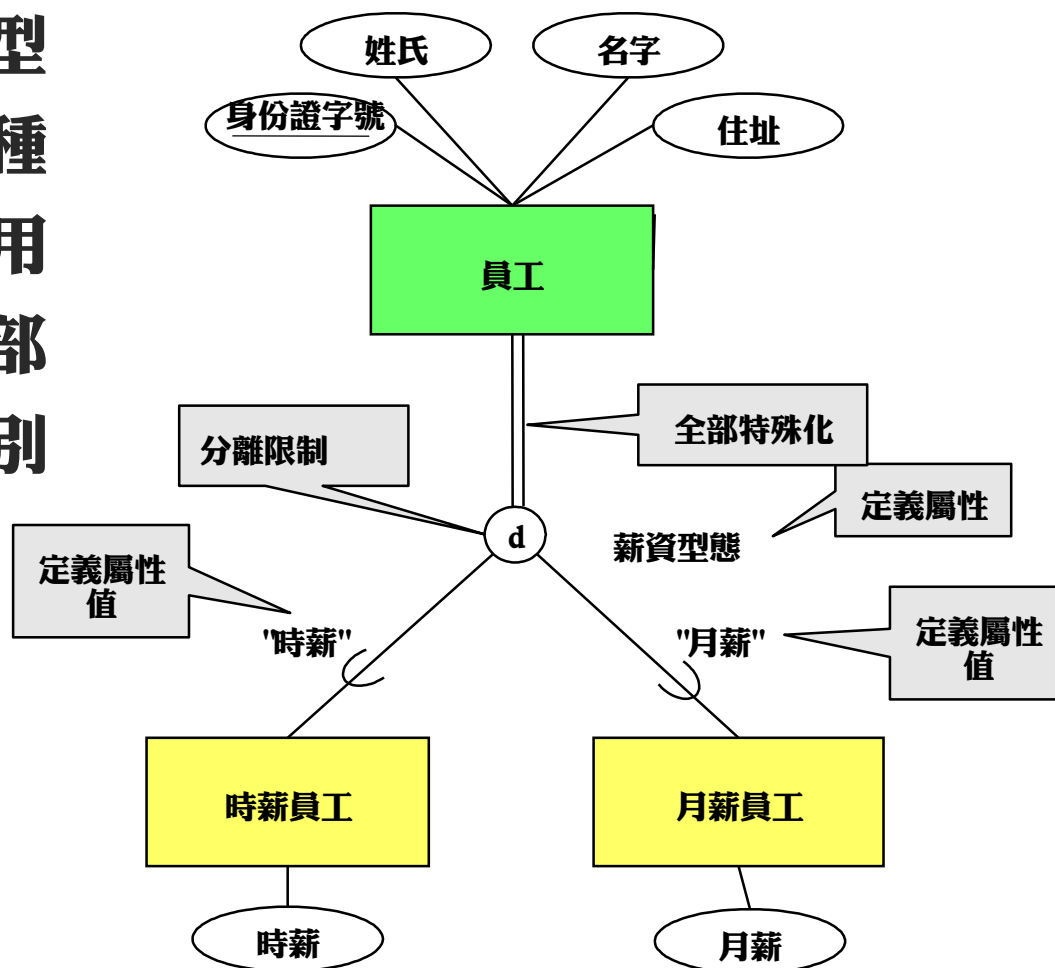 型
種
用
部
別
姓氏
名字
身份證字號
住址
員工
全部特殊化
分離限制
定義屬性
d
薪資型態
定義屬性
值
"時薪"
"月薪"
定義屬性
值
時薪員工
月薪員工
時薪
月薪